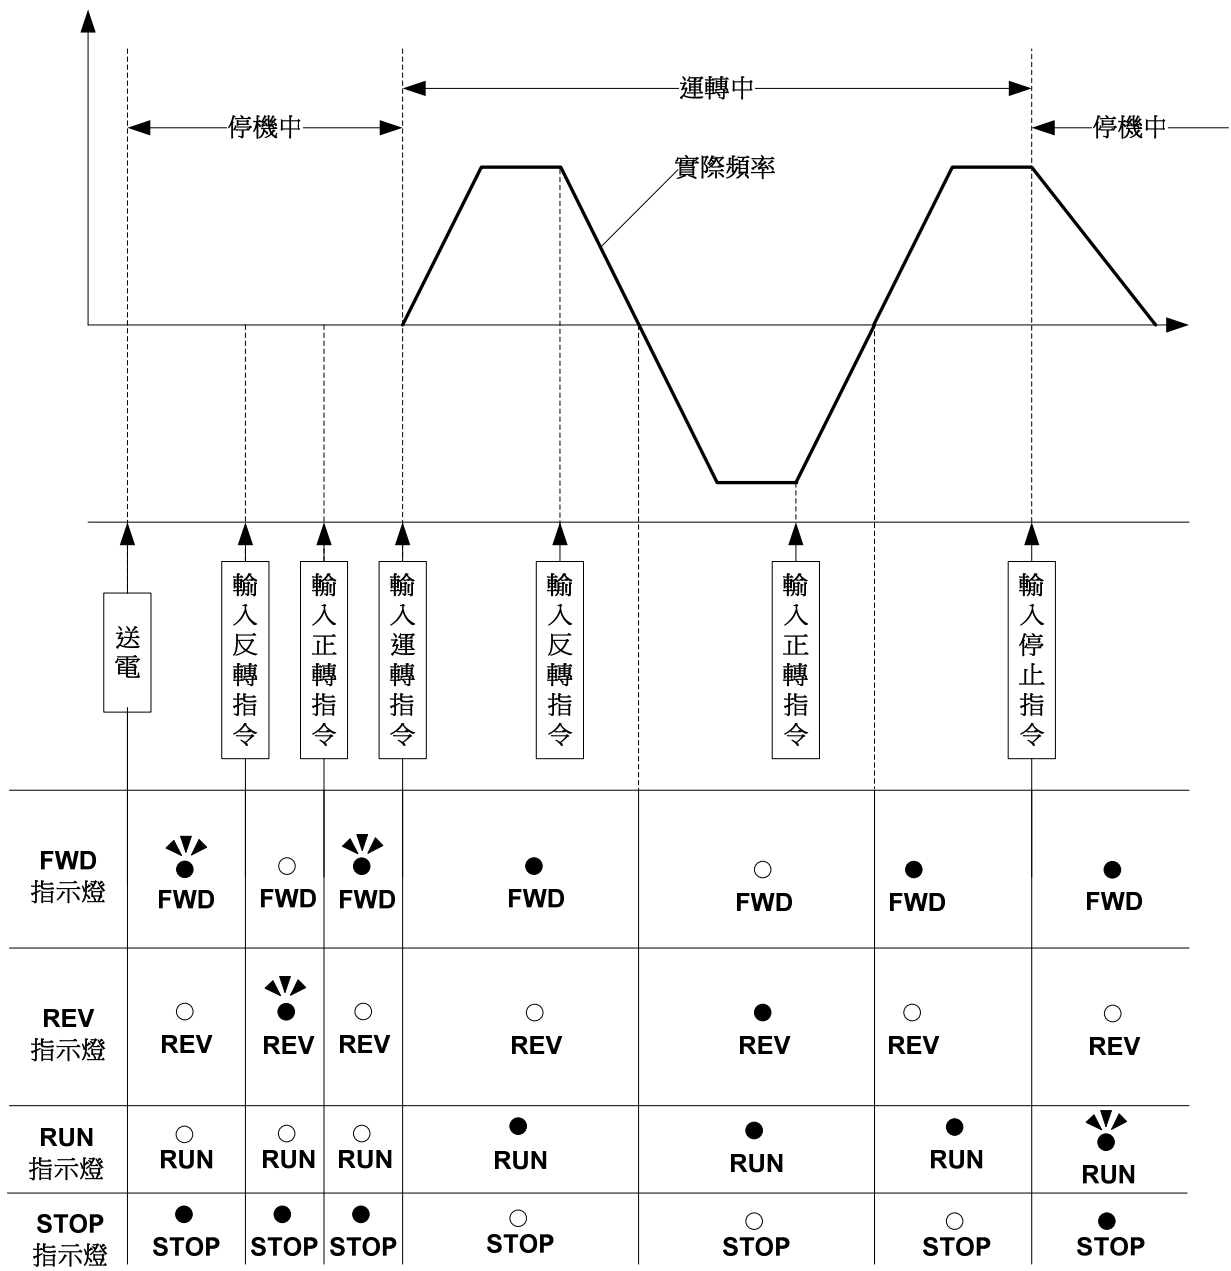 運轉中
停機中
停機中
實際頻率
送電
輸入反轉指令
輸入正轉指令
輸入運轉指令
輸入反轉指令
輸入正轉指令
輸入停止指令
FWD
指示燈
FWD
FWD
FWD
FWD
FWD
FWD
FWD
REV
指示燈
REV
REV
REV
REV
REV
REV
REV
RUN
指示燈
RUN
RUN
RUN
RUN
RUN
RUN
RUN
STOP
指示燈
STOP
STOP
STOP
STOP
STOP
STOP
STOP